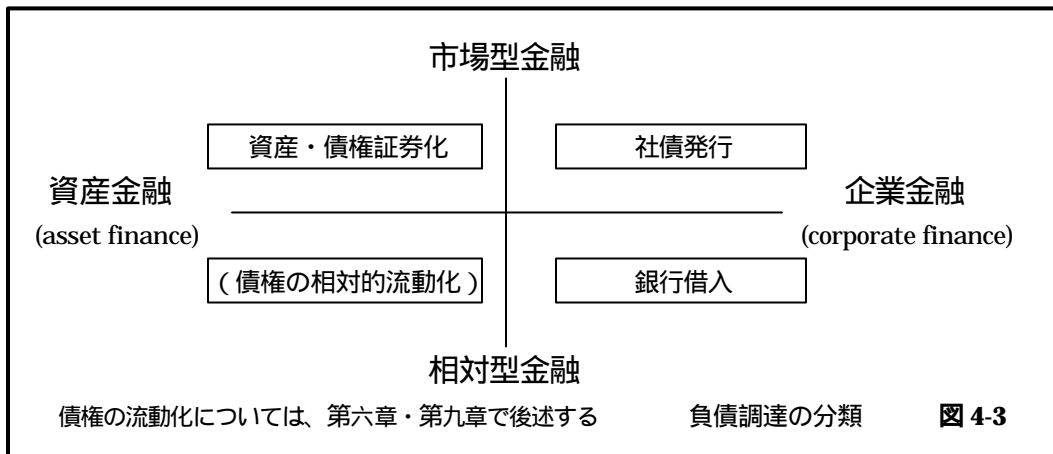 市場型金融
資産・債権証券化
社債発行
資産金融
(asset finance)
企業金融
(corporate finance)
(債権の相対的流動化)
銀行借入
相対型金融
債権の流動化については、第六章・第九章で後述する 負債調達の分類 図 4-3